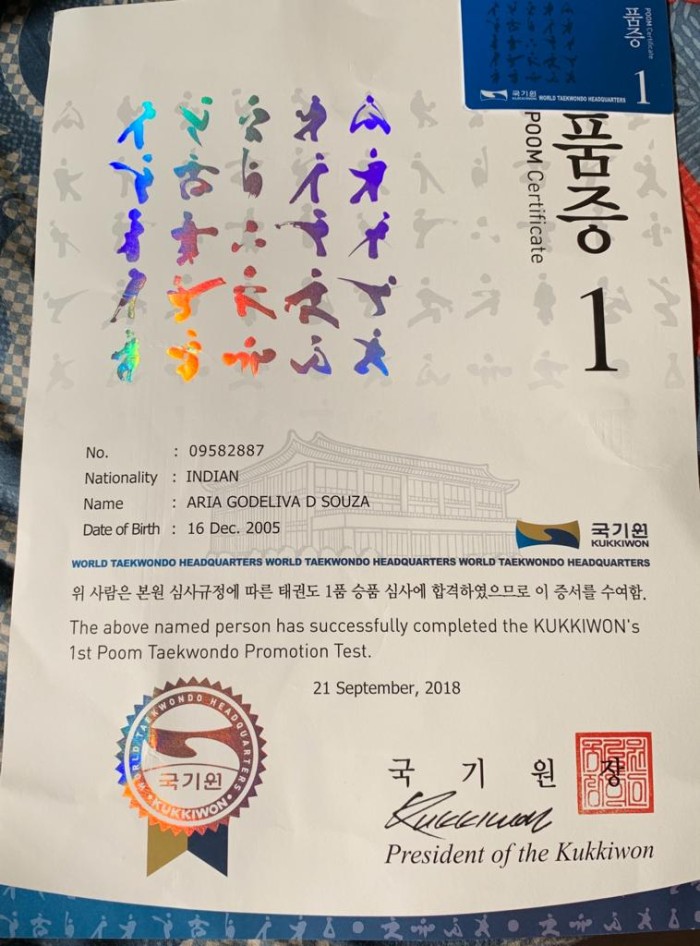 품증
POOM Certificate
1
국기원
KUKKIWON
WORLD TAEKWONDO HEADQUARTERS
품증
POOM Certificate
1
No. : 09582887
Nationality : INDIAN
Name : ARIA GODELIVA D SOUZA
Date of Birth : 16 Dec. 2005
국기원
KUKKIWON
WORLD TAEKWONDO HEADQUARTERS WORLD TAEKWONDO HEADQUARTERS WORLD TAEKWONDO HEADQUARTERS
위 사람은 본원 심사규정에 따른 태권도 1품 승품 심사에 합격하였으므로 이 증서를 수여함.
The above named person has successfully completed the KUKKIWON's
1st Poom Taekwondo Promotion Test.
21 September, 2018
WORLD TAEKWONDO HEADQUARTERS
국기원
KUKKIWON
국 기 원 장
Kukkiwon
President of the Kukkiwon